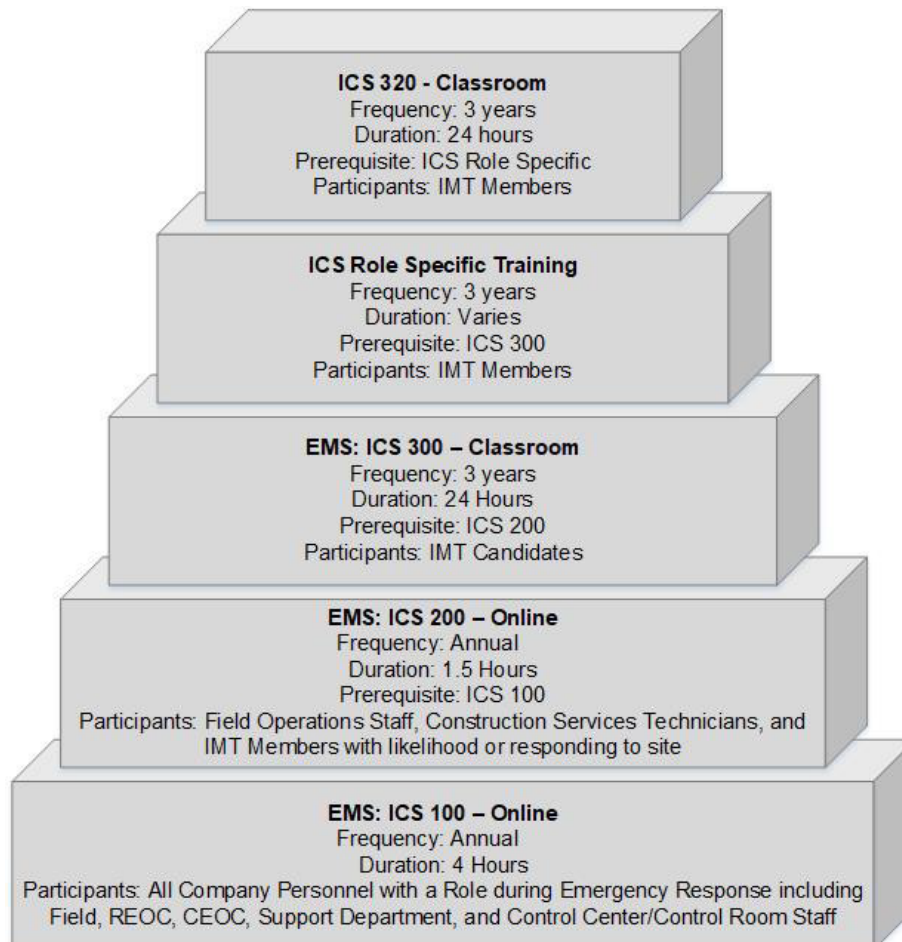 ICS 320 - Classroom
Frequency: 3 years
Duration: 24 hours
Prerequisite: ICS Role Specific
Participants: IMT Members
ICS Role Specific Training
Frequency: 3 years
Duration: Varies
Prerequisite: ICS 300
Participants: IMT Members
EMS: ICS 300 – Classroom
Frequency: 3 years
Duration: 24 Hours
Prerequisite: ICS 200
Participants: IMT Candidates
EMS: ICS 200 – Online
Frequency: Annual
Duration: 1.5 Hours
Prerequisite: ICS 100
Participants: Field Operations Staff, Construction Services Technicians, and
IMT Members with likelihood or responding to site
EMS: ICS 100 – Online
Frequency: Annual
Duration: 4 Hours
Participants: All Company Personnel with a Role during Emergency Response including
Field, REOC, CEOC, Support Department, and Control Center/Control Room Staff